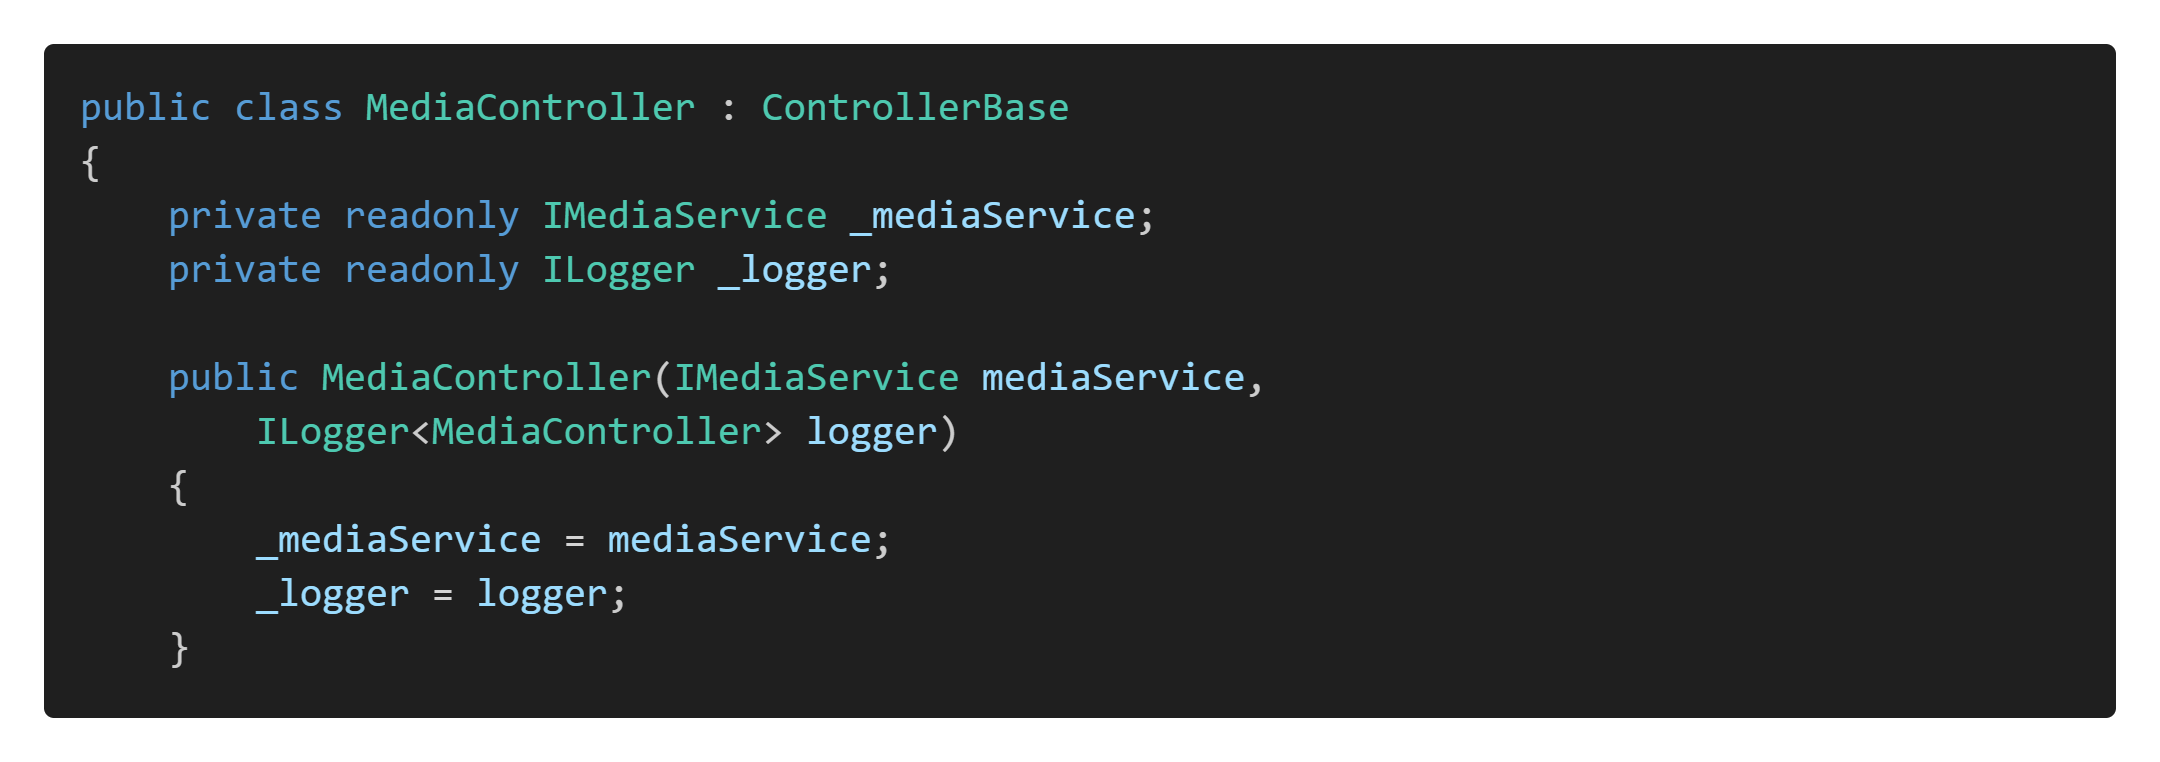 public class MediaController : ControllerBase
{
    private readonly IMediaService _mediaService;
    private readonly ILogger _logger;

    public MediaController(IMediaService mediaService,
        ILogger<MediaController> logger)
    {
        _mediaService = mediaService;
        _logger = logger;
    }